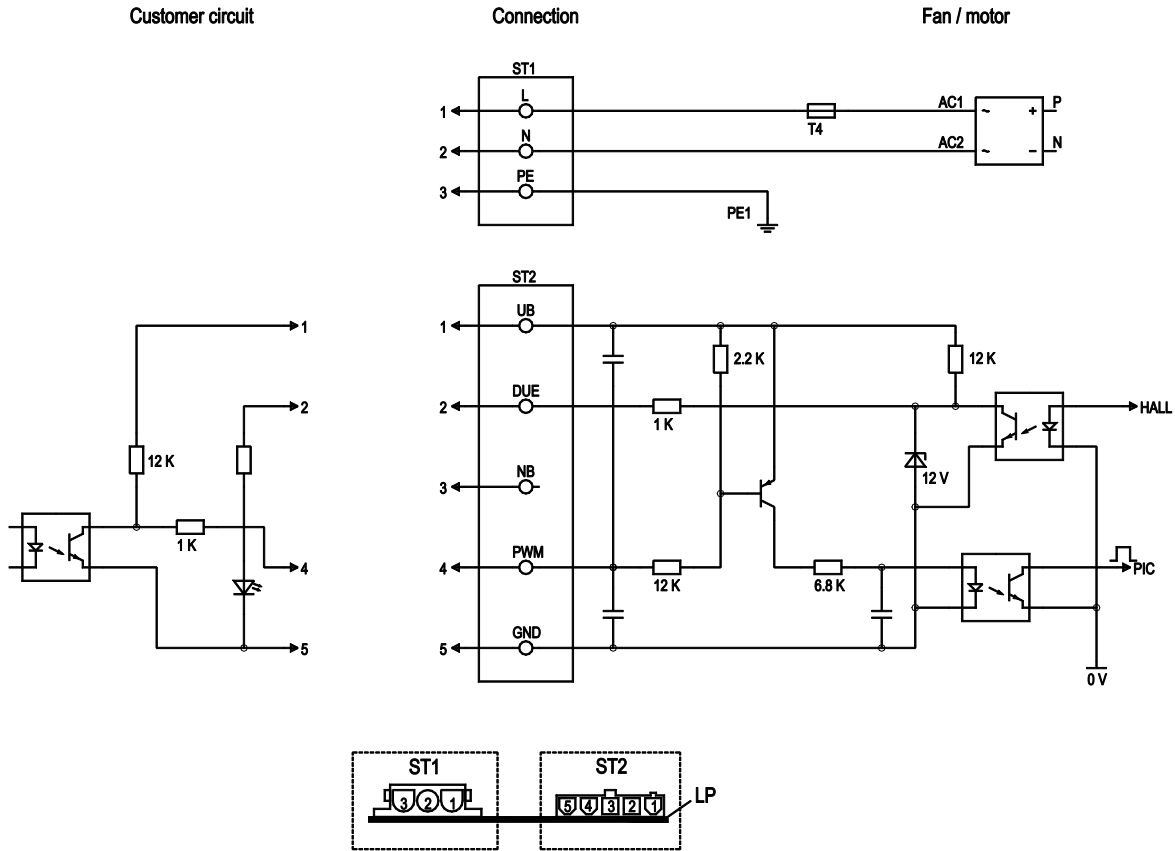 Customer circuit
Connection
Fan / motor
ST1
L
1
AC1
~
+
P
T4
N
2
AC2
~
−
N
PE
3
PE1
ST2
UB
1
1
2.2 K
12 K
DUE
2
2
1 K
HALL
12 K
NB
3
12 V
1 K
PWM
4
4
12 K
6.8 K
PIC
GND
5
5
0 V
ST1
ST2
LP
3 2 1
5 4 3 2 1